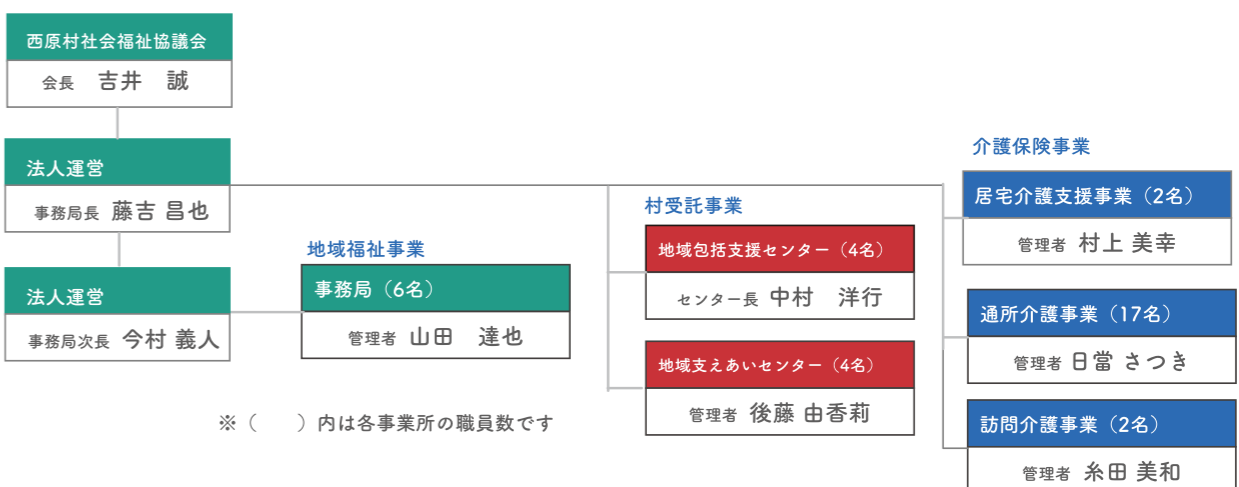 西原村社会福祉協議会
会長 吉井 誠
法人運営
事務局長 藤吉 昌也
法人運営
事務局次長 今村 義人
地域福祉事業
事務局（6名）
管理者 山田 達也
村受託事業
地域包括支援センター（4名）
センター長 中村 洋行
地域支えあいセンター（4名）
管理者 後藤 由香莉
介護保険事業
居宅介護支援事業（2名）
管理者 村上 美幸
通所介護事業（17名）
管理者 日當 さつき
訪問介護事業（2名）
管理者 糸田 美和
※（　　）内は各事業所の職員数です